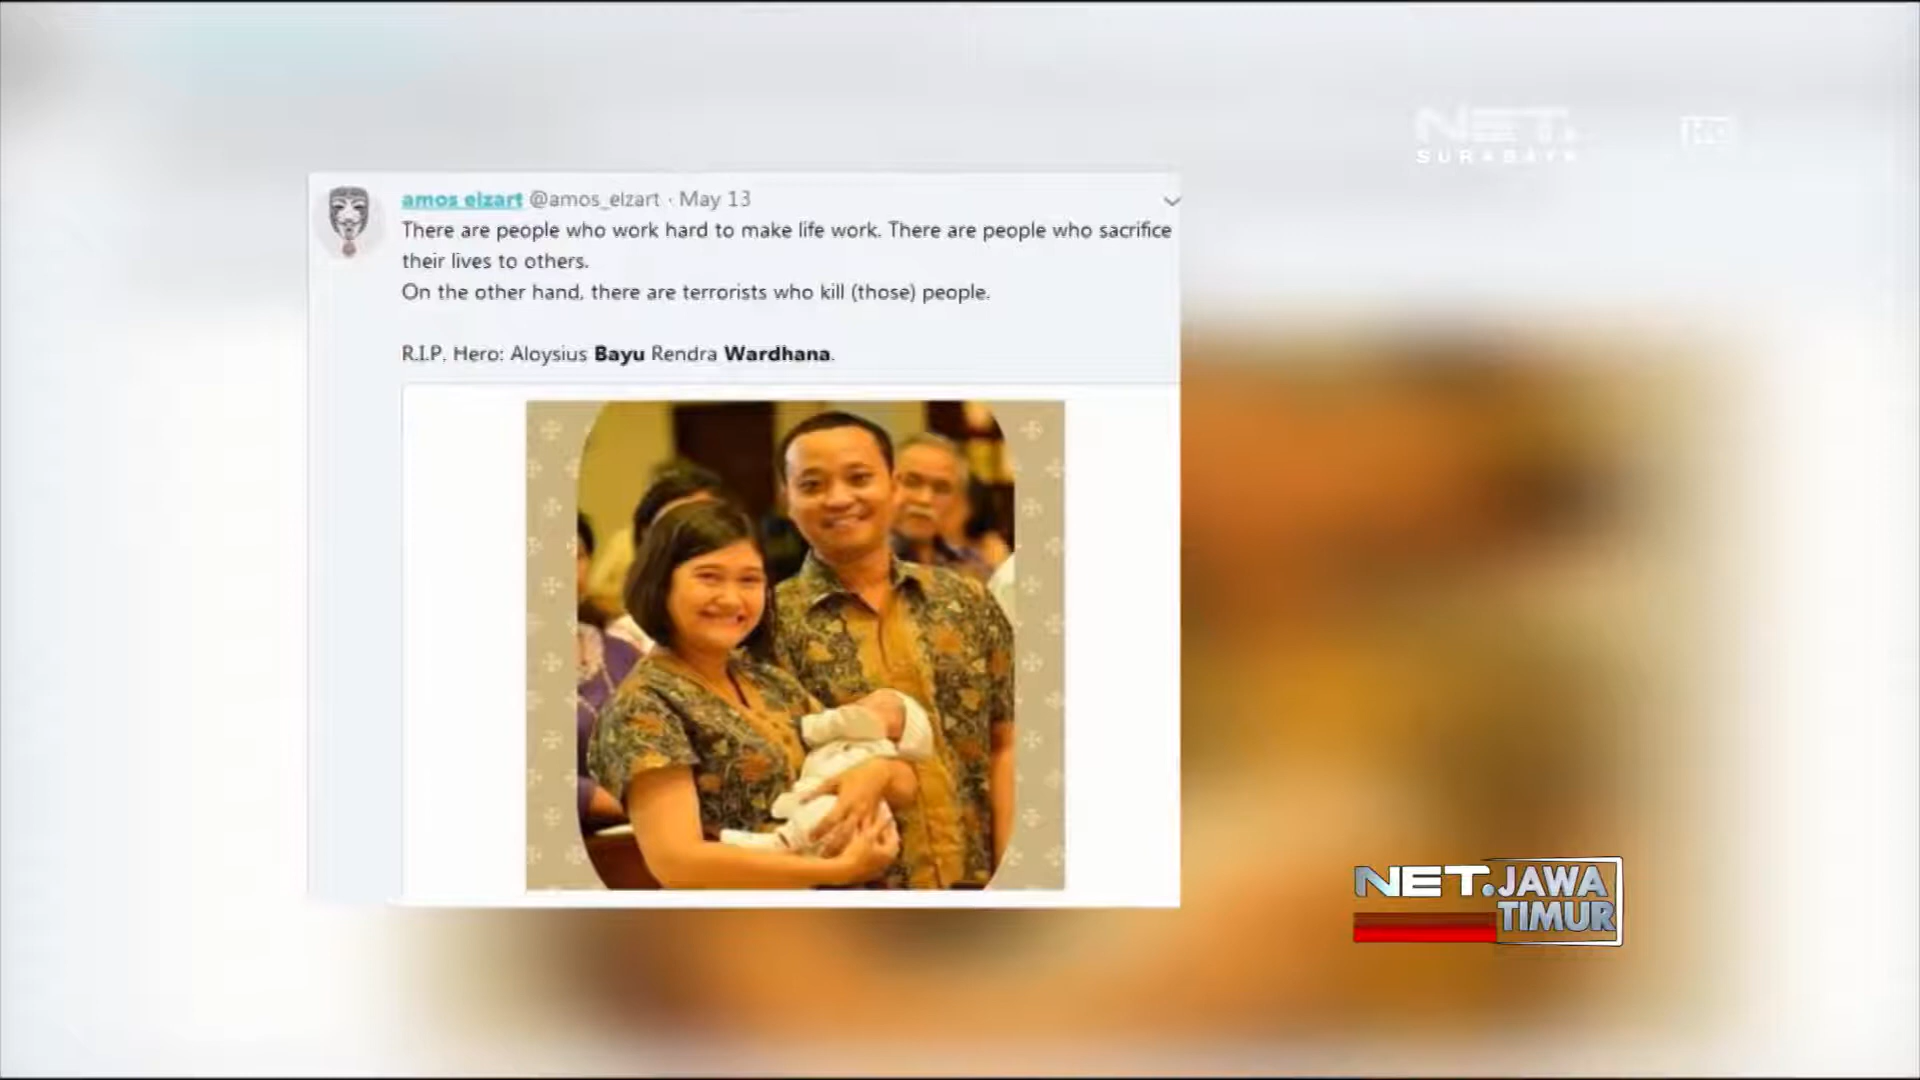 NET.
SURABAYA
HD
amos elzart @amos_elzart · May 13
There are people who work hard to make life work. There are people who sacrifice
their lives to others.
On the other hand, there are terrorists who kill (those) people.
R.I.P. Hero: Aloysius Bayu Rendra Wardhana.
NET. JAWA
TIMUR